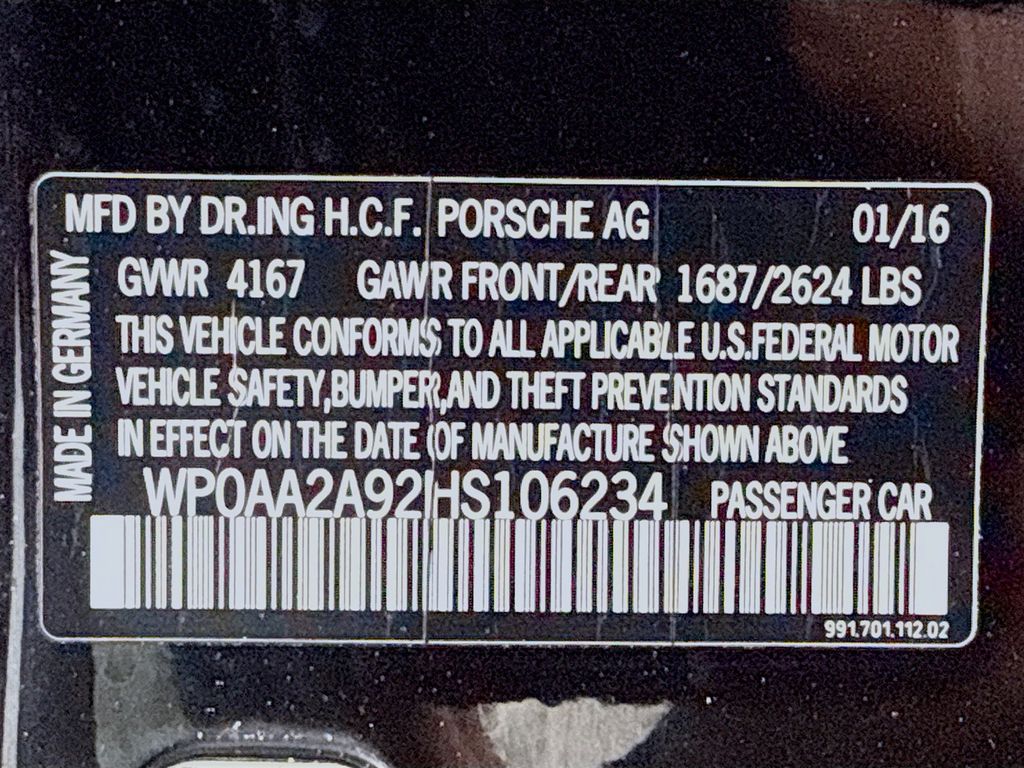 MFD BY DR.ING H.C.F. PORSCHE AG 01/16
GVWR 4167 GAWR FRONT/REAR 1687/2624 LBS
THIS VEHICLE CONFORMS TO ALL APPLICABLE U.S.FEDERAL MOTOR
VEHICLE SAFETY,BUMPER,AND THEFT PREVENTION STANDARDS
IN EFFECT ON THE DATE OF MANUFACTURE SHOWN ABOVE
WP0AA2A92HS106234 PASSENGER CAR
991.701.112.02
MADE IN GERMANY